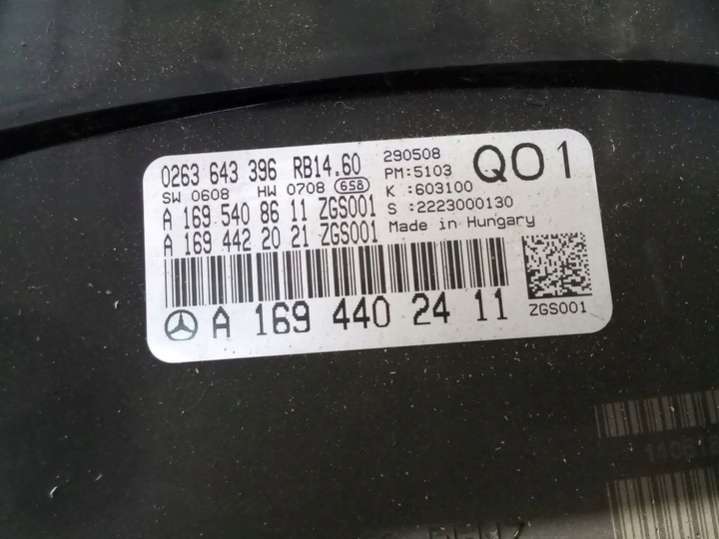 0263 643 396 RB14.60
SW 0608 HW 0708 658
A 169 540 86 11 ZGS001
A 169 442 20 21 ZGS001
290508
PM:5103
K :603100
S :2223000130
Made in Hungary
Q01
A 169 440 24 11
ZGS001